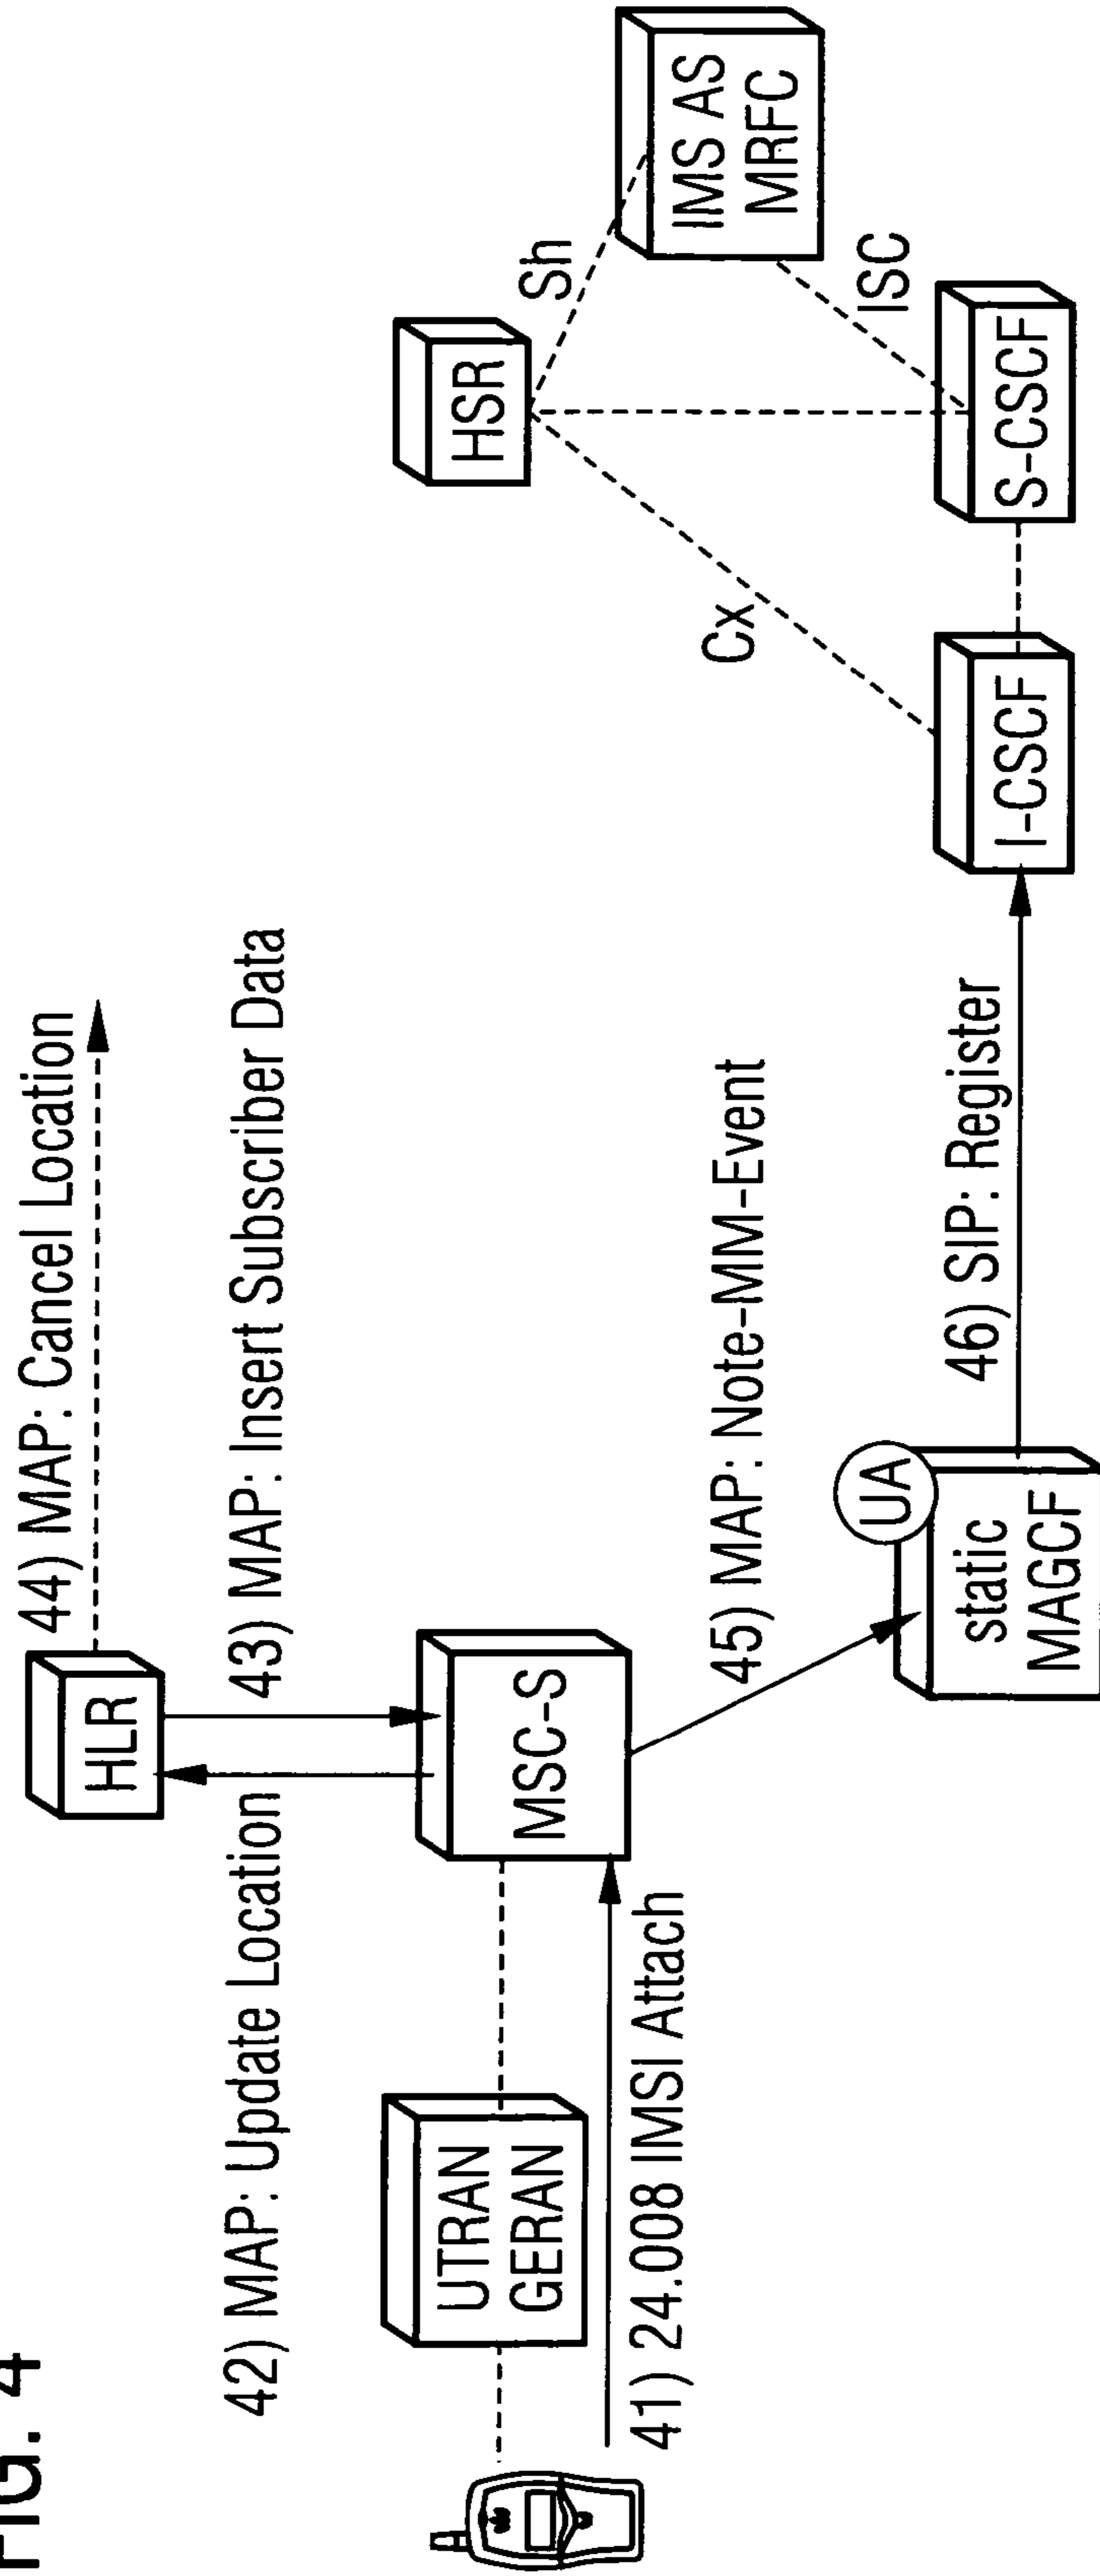 FIG. 4
44) MAP: Cancel Location
HLR
42) MAP: Update Location
43) MAP: Insert Subscriber Data
HSR
Sh
UTRAN
GERAN
MSC-S
IMS AS
MRFC
41) 24.008 IMSI Attach
45) MAP: Note-MM-Event
Cx
ISC
UA
static
MAGCF
46) SIP: Register
I-CSCF
S-CSCF